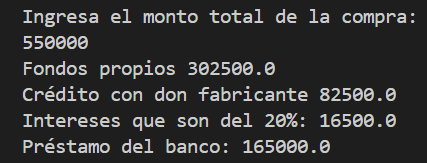 Ingresa el monto total de la compra:
550000
Fondos propios 302500.0
Crédito con don fabricante 82500.0
Intereses que son del 20%: 16500.0
Préstamo del banco: 165000.0